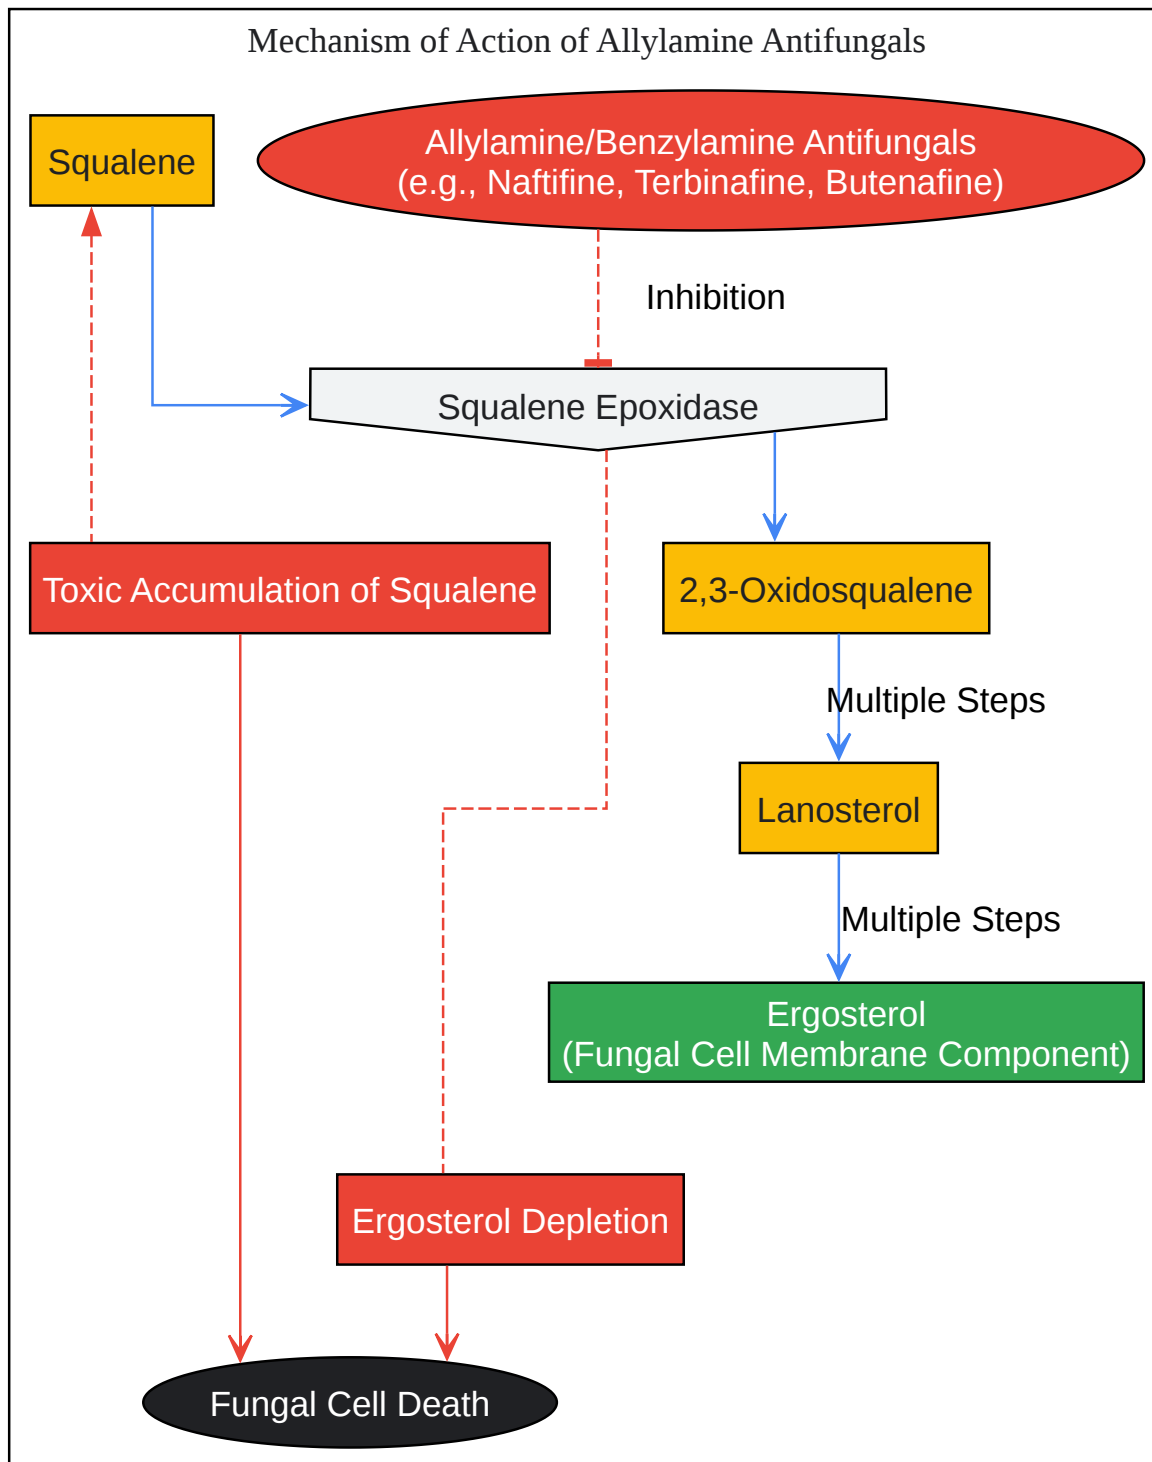 Mechanism of Action of Allylamine Antifungals
Squalene
Allylamine/Benzylamine Antifungals
(e.g., Naftifine, Terbinafine, Butenafine)
Inhibition
Squalene Epoxidase
Toxic Accumulation of Squalene
2,3-Oxidosqualene
Multiple Steps
Lanosterol
Multiple Steps
Ergosterol
(Fungal Cell Membrane Component)
Ergosterol Depletion
Fungal Cell Death